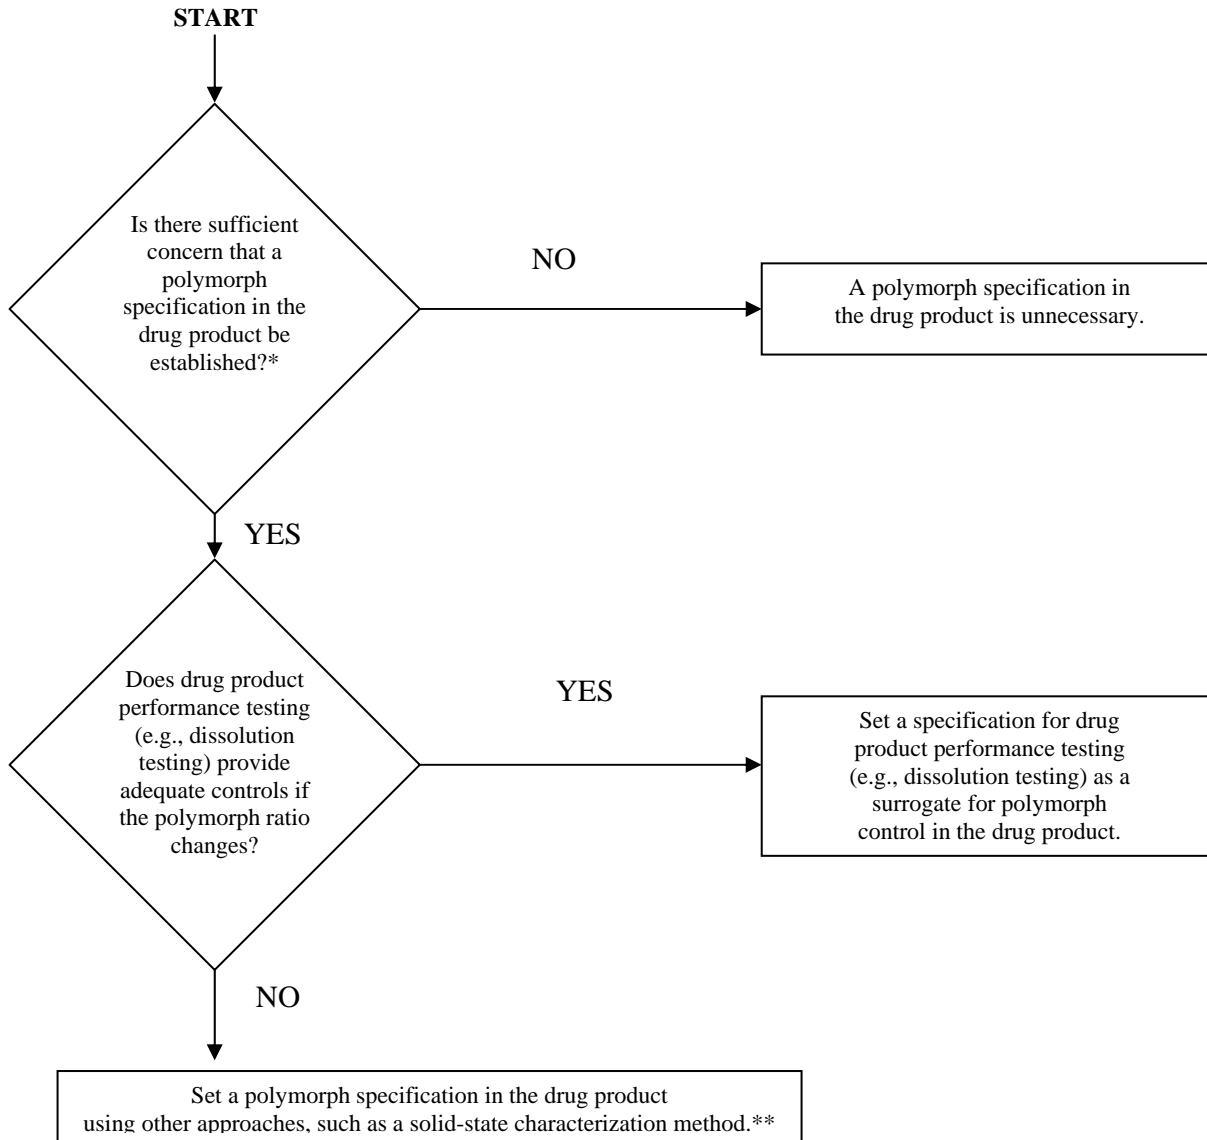 START
Is there sufficient
concern that a
polymorph
specification in the
drug product be
established?*
NO
A polymorph specification in
the drug product is unnecessary.
YES
Does drug product
performance testing
(e.g., dissolution
testing) provide
adequate controls if
the polymorph ratio
changes?
YES
Set a specification for drug
product performance testing
(e.g., dissolution testing) as a
surrogate for polymorph
control in the drug product.
NO
Set a polymorph specification in the drug product
using other approaches, such as a solid-state characterization method.**